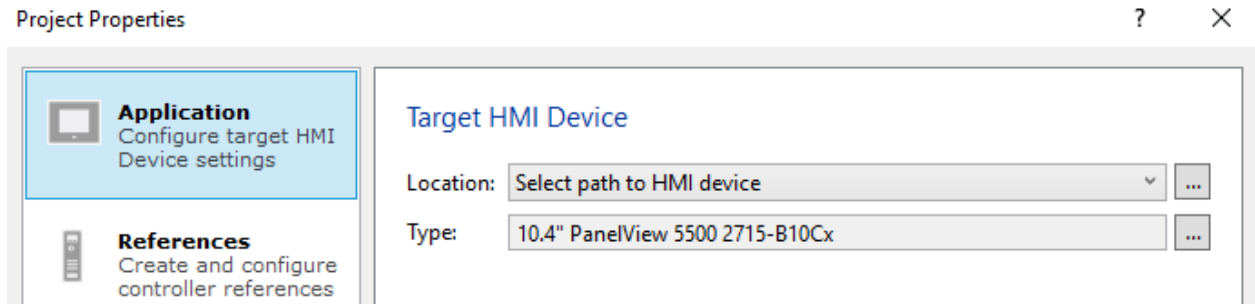 Project Properties
? ×
Application
Configure target HMI
Device settings
References
Create and configure
controller references
Target HMI Device
Location: Select path to HMI device ...
Type: 10.4" PanelView 5500 2715-B10Cx ...